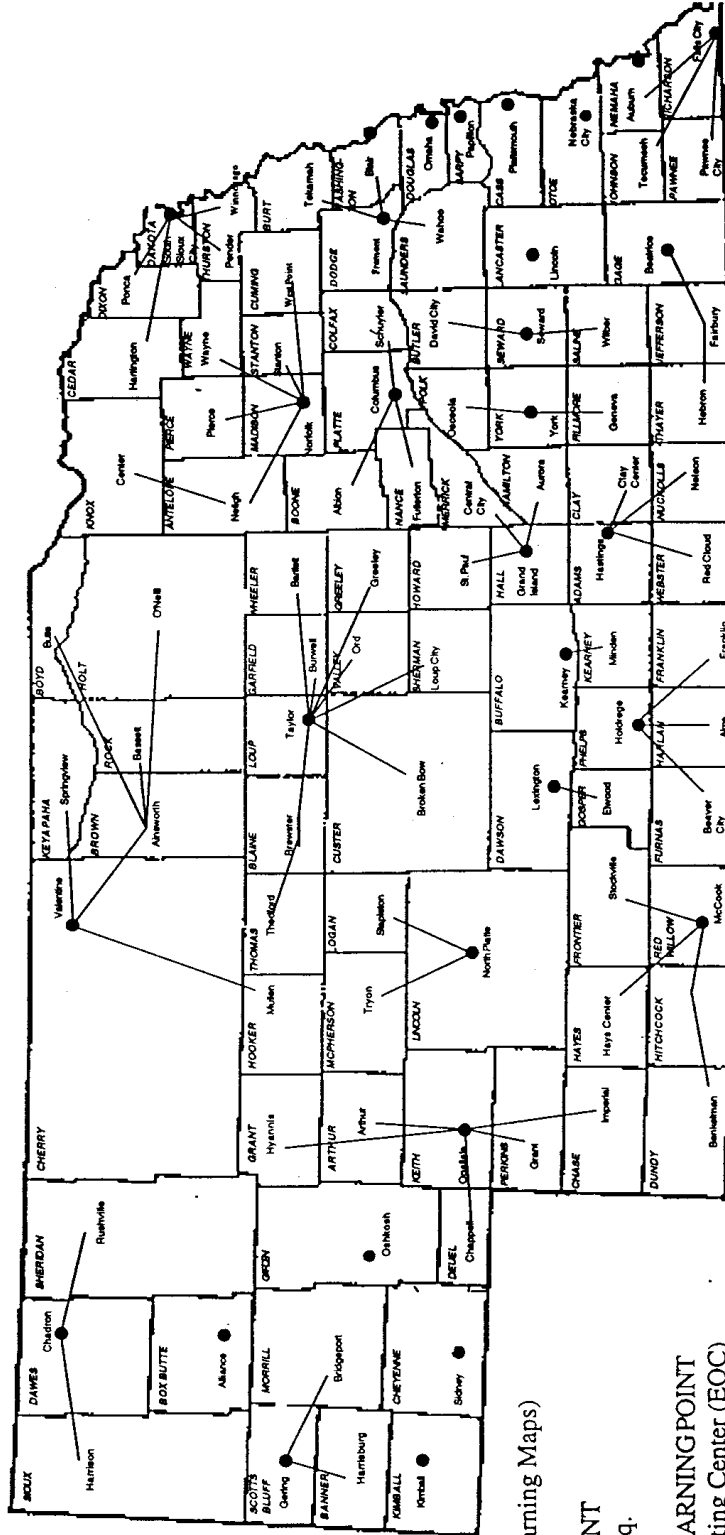 SIOUX
Harrison
DAWES
Chadron
SHERIDAN
Rushville
BOX BUTTE
Alliance
SCOTTS
BLUFF
Gering
BANNER
Harrisburg
MORRILL
Bridgeport
KIMBALL
Kimball
CHEYENNE
Sidney
Oshkosh
DEUEL
Chappell
CHERRY
Valentine
GRANT
Hyannis
HOOKER
Mullen
THOMAS
Thedford
BLAINE
Brewster
ARTHUR
Arthur
MCPHERSON
Tryon
LOGAN
Stapleton
KEITH
Ogallala
LINCOLN
North Platte
PERKINS
Grant
CHASE
Imperial
DUNDY
Benkelman
HAYES
Hays Center
HITCHCOCK
FRONTIER
Stockville
RED
WILLOW
McCook
KEYAPAHA
Springview
BROWN
Ainsworth
ROCK
Bassett
BOYD
Butte
HOLT
O'Neill
LOUP
Taylor
GARFIELD
Burwell
WHEELER
Bartlet
CUSTER
Broken Bow
VALLEY
Ord
GREELEY
Greeley
SHERMAN
Loup City
HOWARD
St. Paul
DAWSON
Lexington
BUFFALO
Kearney
HALL
Grand
Island
GOSPER
Elwood
PHELPS
Holdrege
KEARNEY
Minden
ADAMS
Hastings
FURNAS
Beaver
City
HARLAN
FRANKLIN
WEBSTER
Red Cloud
KNOX
Center
ANTELOPE
Neligh
BOONE
Albion
NANCE
Fullerton
MERRICK
Central
City
HAMILTON
Aurora
CLAY
Clay
Center
NUCKOLLS
Nelson
CEDAR
Hartington
PIERCE
Pierce
MADISON
Norfolk
PLATTE
Columbus
POLK
Osceola
YORK
York
FILLMORE
Geneva
THAYER
Hebron
DIXON
Ponca
DAKOTA
South
Sioux
City
WAYNE
Wayne
STANTON
Stanton
THURSTON
Pender
Winnebago
CUMING
West Point
BURT
Tekamah
COLFAX
Schuyler
DODGE
Fremont
WASHING-
TON
Blair
BUTLER
David City
SAUNDERS
Wahoo
DOUGLAS
Omaha
SARPY
Papillion
SEWARD
Seward
LANCASTER
Lincoln
CASS
Plattsmouth
SALINE
Wilber
OTOE
Nebraska
City
JEFFERSON
Fairbury
GAGE
Beatrice
JOHNSON
Tecumseh
NEMAHA
Auburn
PAWNEE
Pawnee
City
RICHARSON
Falls City
rning Maps)
NT
q.
ARNING POINT
ting Center (EOC)